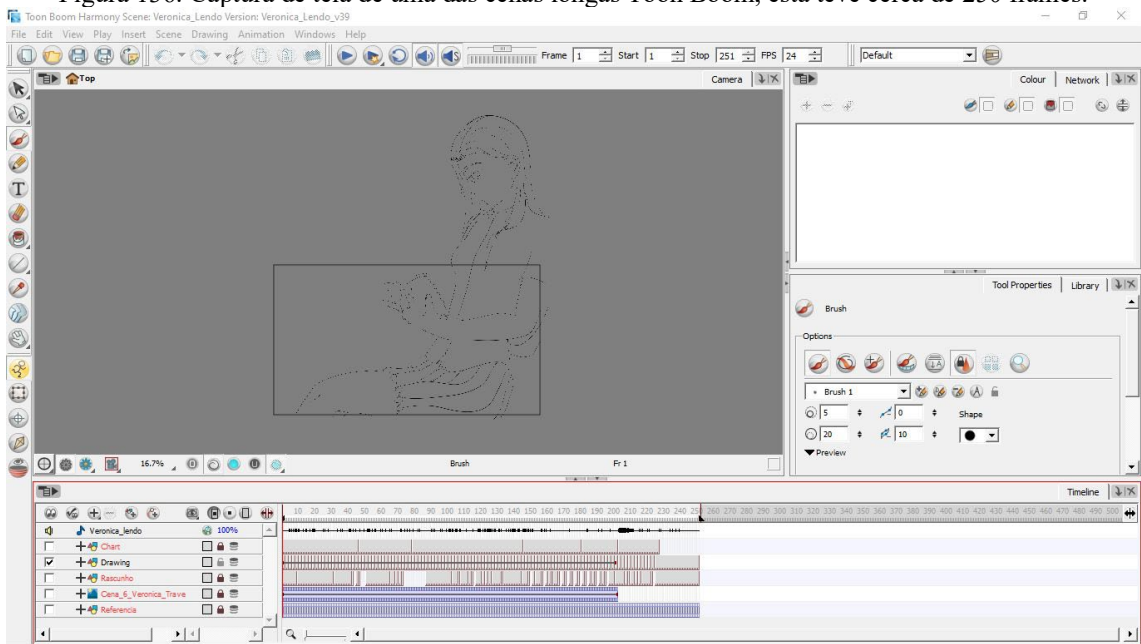 Figura 156: Captura de tela de uma das cenas longas Toon Boom, esta teve cerca de 250 frames.
Toon Boom Harmony Scene: Veronica_Lendo Version: Veronica_Lendo_v39
File Edit View Play Insert Scene Drawing Animation Windows Help
Frame 1 Start 1 Stop 251 FPS 24 Default
Top Camera Colour Network
Tool Properties Library
Brush
Options
Brush 1
5 0 Shape
20 10
Preview
16.7% Brush Fr 1
Timeline
10 20 30 40 50 60 70 80 90 100 110 120 130 140 150 160 170 180 190 200 210 220 230 240 250 260 270 280 290 300 310 320 330 340 350 360 370 380 390 400 410 420 430 440 450 460 470 480 490 500
Veronica_lendo 100%
Chart
Drawing
Rascunho
Cena_6_Veronica_Trave
Referencia